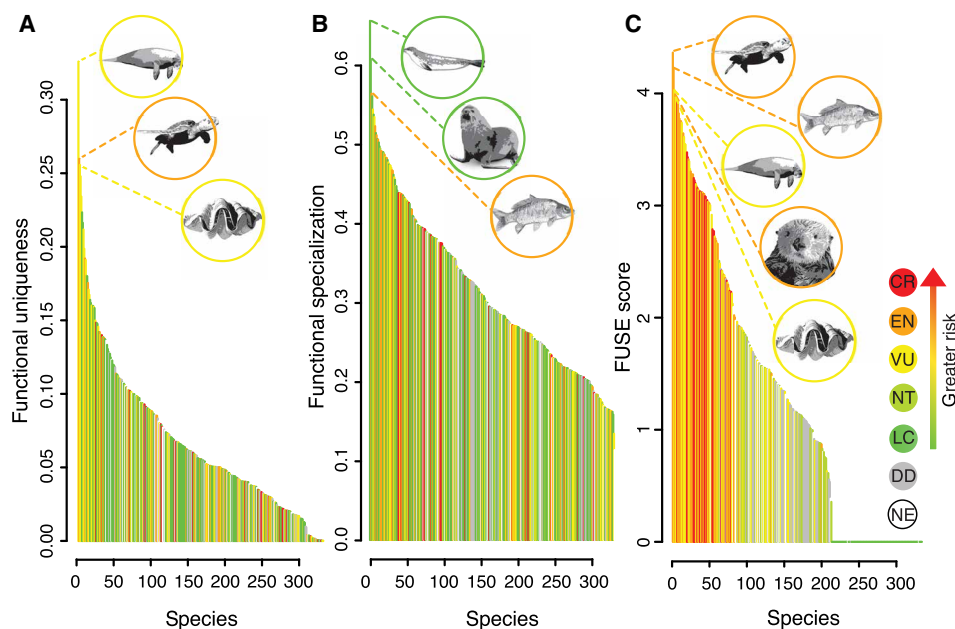 A
Functional uniqueness
0.30
0.25
0.20
0.15
0.10
0.05
0.00
0 50 100 150 200 250 300
Species
B
Functional specialization
0.6
0.5
0.4
0.3
0.2
0.1
0.0
0 50 100 150 200 250 300
Species
C
FUSE score
4
3
2
1
0
0 50 100 150 200 250 300
Species
CR
EN
VU
NT
LC
DD
NE
Greater risk